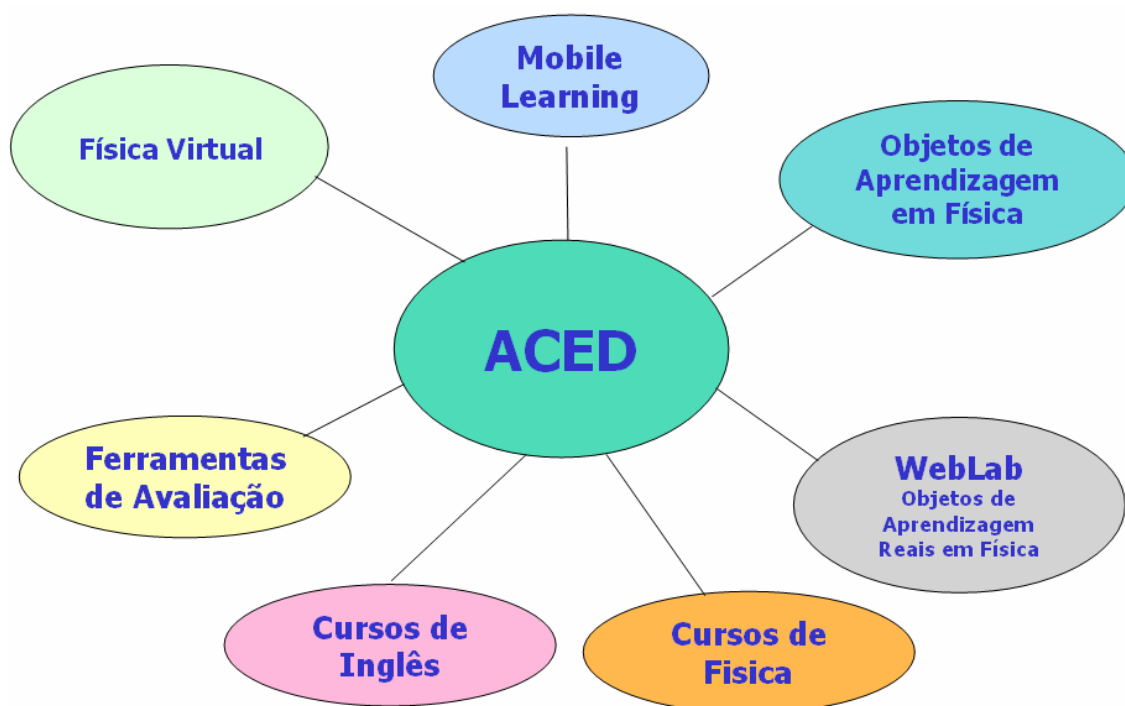 Mobile
Learning
Física Virtual
Objetos de
Aprendizagem
em Física
ACED
Ferramentas
de Avaliação
WebLab
Objetos de
Aprendizagem
Reais em Física
Cursos de
Inglês
Cursos de
Fisica